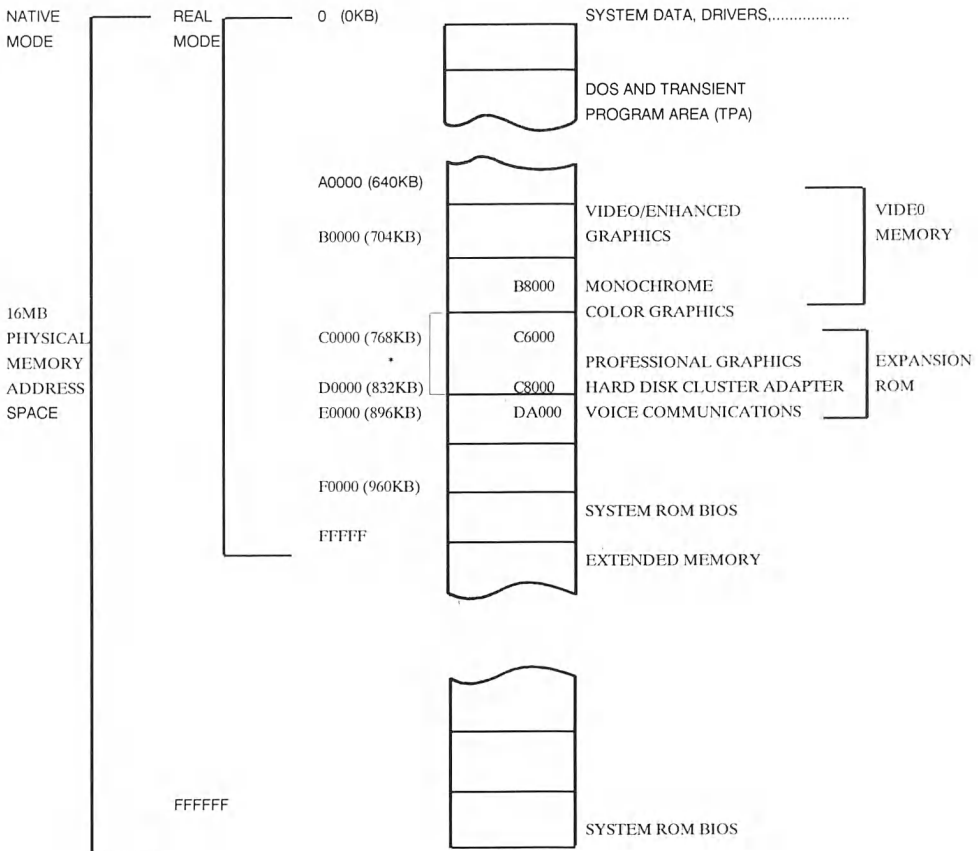 NATIVE MODE
REAL MODE
0 (0KB)
SYSTEM DATA, DRIVERS,..................
DOS AND TRANSIENT
PROGRAM AREA (TPA)
A0000 (640KB)
VIDEO/ENHANCED
GRAPHICS
VIDE0
MEMORY
B0000 (704KB)
B8000
MONOCHROME
COLOR GRAPHICS
16MB
PHYSICAL
MEMORY
ADDRESS
SPACE
C0000 (768KB)
C6000
*
PROFESSIONAL GRAPHICS
EXPANSION
ROM
D0000 (832KB)
C8000
HARD DISK CLUSTER ADAPTER
E0000 (896KB)
DA000
VOICE COMMUNICATIONS
F0000 (960KB)
SYSTEM ROM BIOS
FFFFF
EXTENDED MEMORY
FFFFFF
SYSTEM ROM BIOS